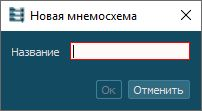 Новая мнемосхема
Название
Ок Отменить